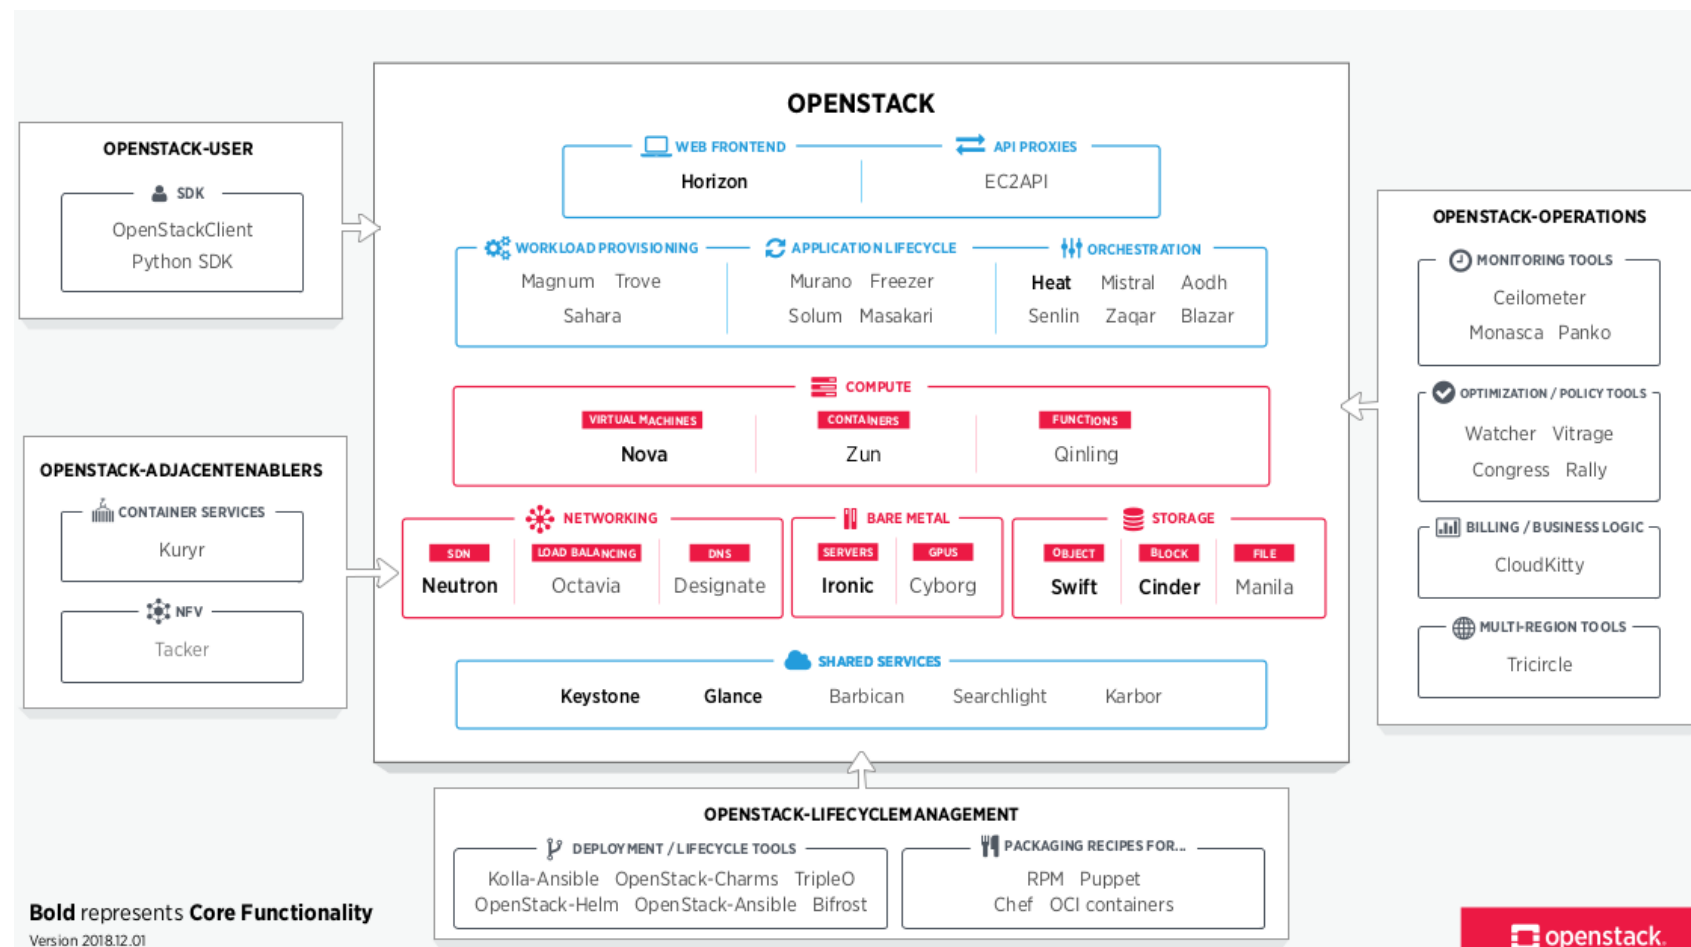 OPENSTACK
WEB FRONTEND
API PROXIES
Horizon
EC2API
WORKLOAD PROVISIONING
APPLICATION LIFECYCLE
ORCHESTRATION
Magnum Trove
Sahara
Murano Freezer
Solum Masakari
Heat Mistral Aodh
Senlin Zaqar Blazar
COMPUTE
VIRTUAL MACHINES
Nova
CONTAINERS
Zun
FUNCTIONS
Qinling
NETWORKING
SDN
Neutron
LOAD BALANCING
Octavia
DNS
Designate
BARE METAL
SERVERS
Ironic
GPUS
Cyborg
STORAGE
OBJECT
Swift
BLOCK
Cinder
FILE
Manila
SHARED SERVICES
Keystone Glance Barbican Searchlight Karbor
OPENSTACK-USER
SDK
OpenStackClient
Python SDK
OPENSTACK-ADJACENTENABLERS
CONTAINER SERVICES
Kuryr
NFV
Tacker
OPENSTACK-OPERATIONS
MONITORING TOOLS
Ceilometer
Monasca Panko
OPTIMIZATION / POLICY TOOLS
Watcher Vitrage
Congress Rally
BILLING / BUSINESS LOGIC
CloudKitty
MULTI-REGION TOOLS
Tricircle
OPENSTACK-LIFECYCLEMANAGEMENT
DEPLOYMENT / LIFECYCLE TOOLS
Kolla-Ansible OpenStack-Charms TripleO
OpenStack-Helm OpenStack-Ansible Bifrost
PACKAGING RECIPES FOR...
RPM Puppet
Chef OCI containers
Bold represents Core Functionality
Version 2018.12.01
openstack.